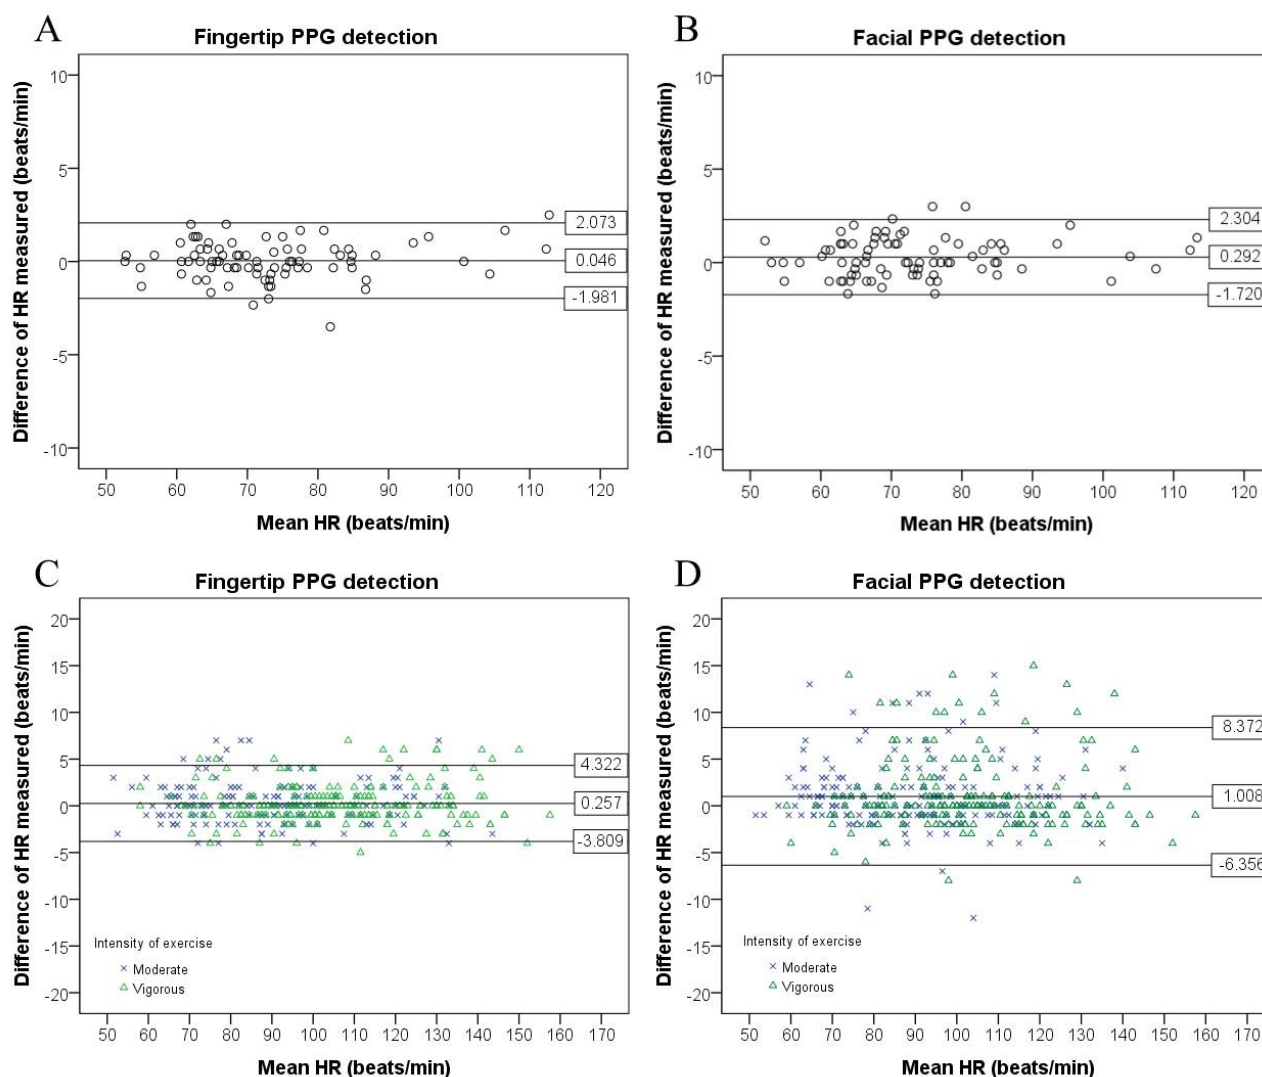 A
Fingertip PPG detection
Difference of HR measured (beats/min)
10
5
0
-5
-10
2.073
0.046
-1.981
50 60 70 80 90 100 110 120
Mean HR (beats/min)
B
Facial PPG detection
Difference of HR measured (beats/min)
10
5
0
-5
-10
2.304
0.292
-1.720
50 60 70 80 90 100 110 120
Mean HR (beats/min)
C
Fingertip PPG detection
Difference of HR measured (beats/min)
20
15
10
5
0
-5
-10
-15
-20
4.322
0.257
-3.809
Intensity of exercise
Moderate
Vigorous
50 60 70 80 90 100 110 120 130 140 150 160 170
Mean HR (beats/min)
D
Facial PPG detection
Difference of HR measured (beats/min)
20
15
10
5
0
-5
-10
-15
-20
8.372
1.008
-6.356
Intensity of exercise
Moderate
Vigorous
50 60 70 80 90 100 110 120 130 140 150 160 170
Mean HR (beats/min)